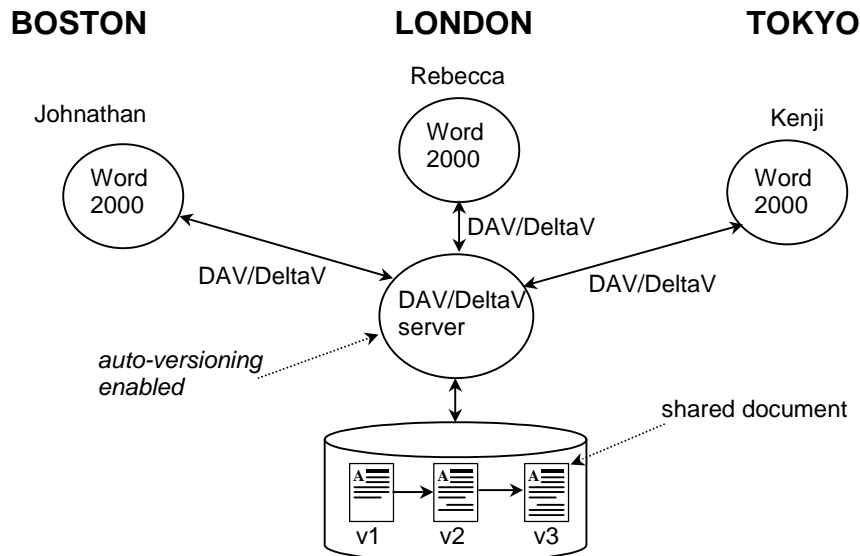 BOSTON LONDON TOKYO
Rebecca
Johnathan
Kenji
Word
2000
Word
2000
Word
2000
DAV/DeltaV
DAV/DeltaV
DAV/DeltaV
DAV/DeltaV
server
auto-versioning
enabled
shared document
A A A
v1 v2 v3